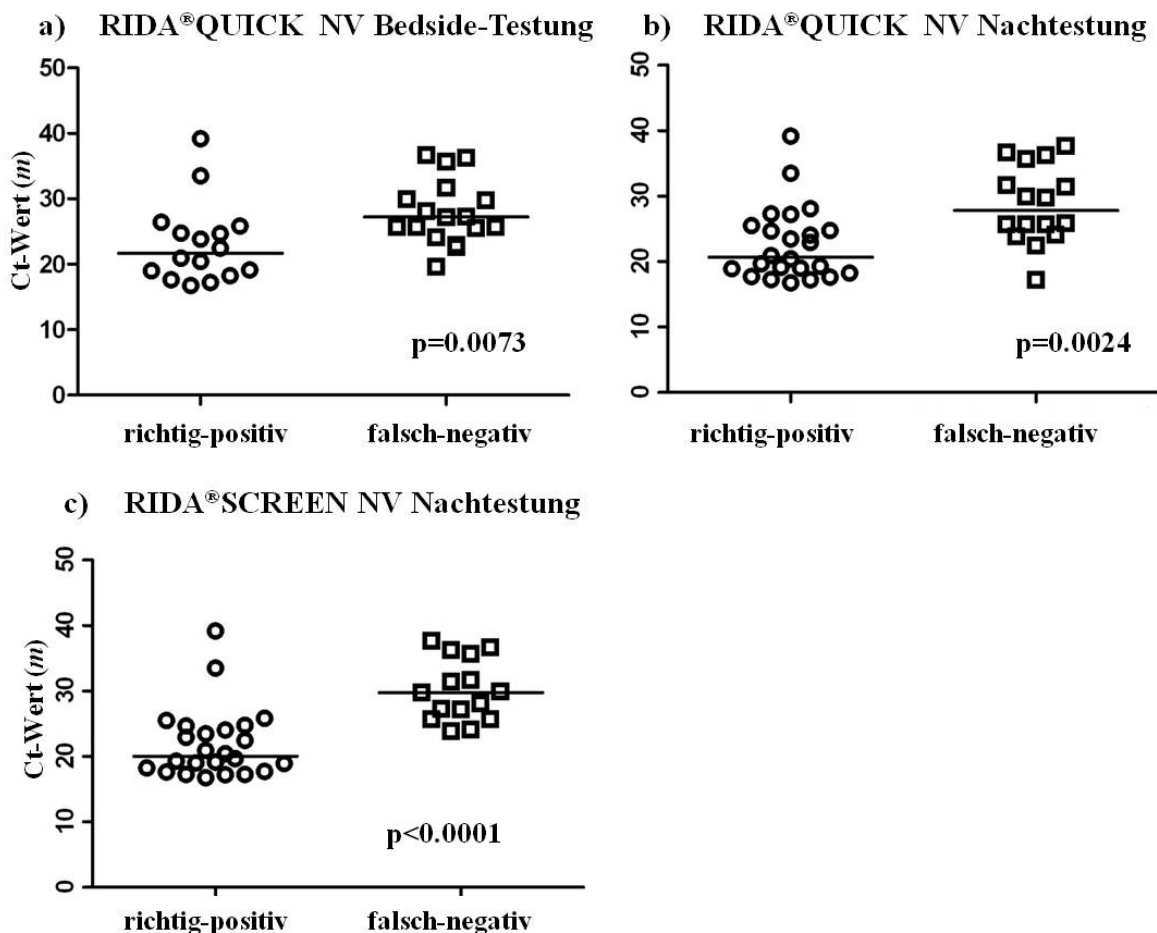 a) RIDA®QUICK NV Bedside-Testung
50
40
30
20
10
0
Ct-Wert (m)
p=0.0073
richtig-positiv falsch-negativ
b) RIDA®QUICK NV Nachtestung
50
40
30
20
10
0
p=0.0024
richtig-positiv falsch-negativ
c) RIDA®SCREEN NV Nachtestung
50
40
30
20
10
0
Ct-Wert (m)
p<0.0001
richtig-positiv falsch-negativ